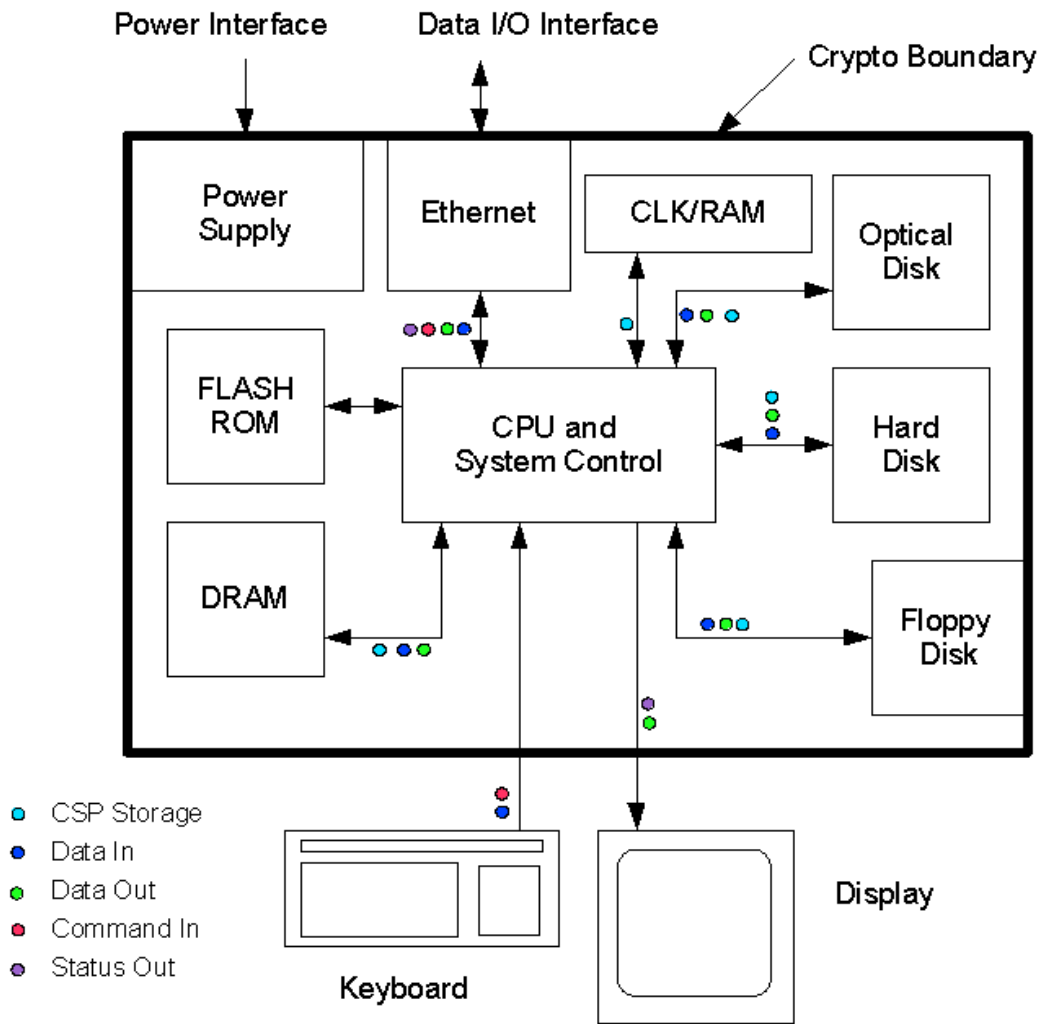 Power Interface
Data I/O Interface
Crypto Boundary
Power
Supply
Ethernet
CLK/RAM
Optical
Disk
FLASH
ROM
CPU and
System Control
Hard
Disk
DRAM
Floppy
Disk
CSP Storage
Data In
Data Out
Command In
Status Out
Keyboard
Display